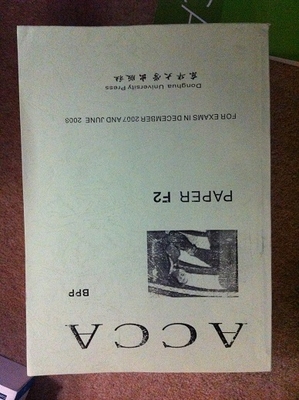 ACCA
BPP
PAPER F2
FOR EXAMS IN DECEMBER 2007 AND JUNE 2008
东华大学出版社
Donghua University Press